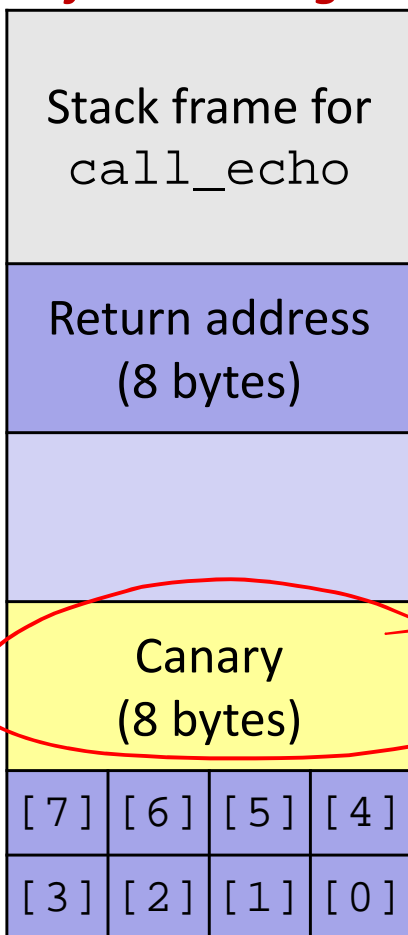 Stack frame for
call_echo
Return address
(8 bytes)
Canary
(8 bytes)
[7] [6] [5] [4]
[3] [2] [1] [0]